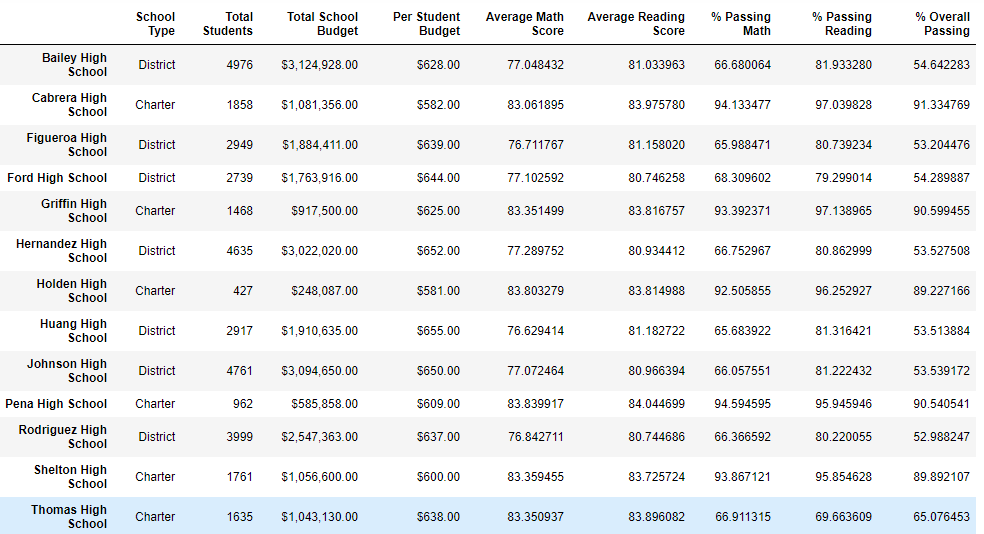 School Type Total Students Total School Budget Per Student Budget Average Math Score Average Reading Score % Passing Math % Passing Reading % Overall Passing
Bailey High School District 4976 $3,124,928.00 $628.00 77.048432 81.033963 66.680064 81.933280 54.642283
Cabrera High School Charter 1858 $1,081,356.00 $582.00 83.061895 83.975780 94.133477 97.039828 91.334769
Figueroa High School District 2949 $1,884,411.00 $639.00 76.711767 81.158020 65.988471 80.739234 53.204476
Ford High School District 2739 $1,763,916.00 $644.00 77.102592 80.746258 68.309602 79.299014 54.289887
Griffin High School Charter 1468 $917,500.00 $625.00 83.351499 83.816757 93.392371 97.138965 90.599455
Hernandez High School District 4635 $3,022,020.00 $652.00 77.289752 80.934412 66.752967 80.862999 53.527508
Holden High School Charter 427 $248,087.00 $581.00 83.803279 83.814988 92.505855 96.252927 89.227166
Huang High School District 2917 $1,910,635.00 $655.00 76.629414 81.182722 65.683922 81.316421 53.513884
Johnson High School District 4761 $3,094,650.00 $650.00 77.072464 80.966394 66.057551 81.222432 53.539172
Pena High School Charter 962 $585,858.00 $609.00 83.839917 84.044699 94.594595 95.945946 90.540541
Rodriguez High School District 3999 $2,547,363.00 $637.00 76.842711 80.744686 66.366592 80.220055 52.988247
Shelton High School Charter 1761 $1,056,600.00 $600.00 83.359455 83.725724 93.867121 95.854628 89.892107
Thomas High School Charter 1635 $1,043,130.00 $638.00 83.350937 83.896082 66.911315 69.663609 65.076453